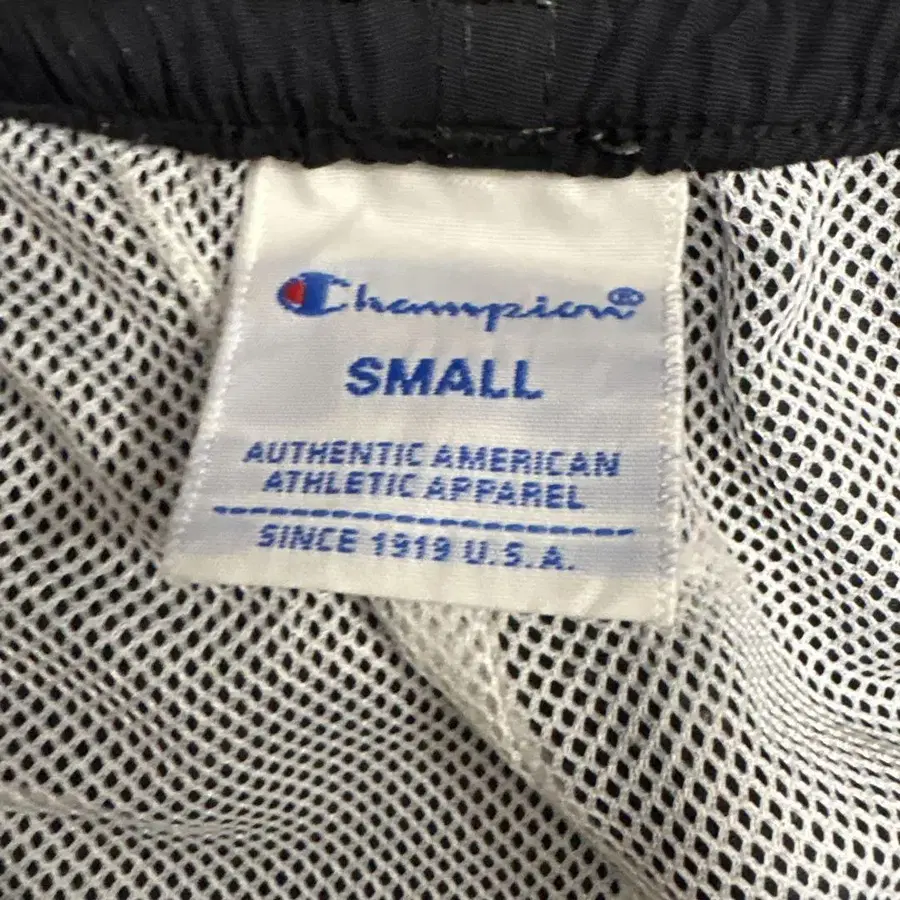 Champion®
SMALL
AUTHENTIC AMERICAN
ATHLETIC APPAREL
SINCE 1919 U.S.A.